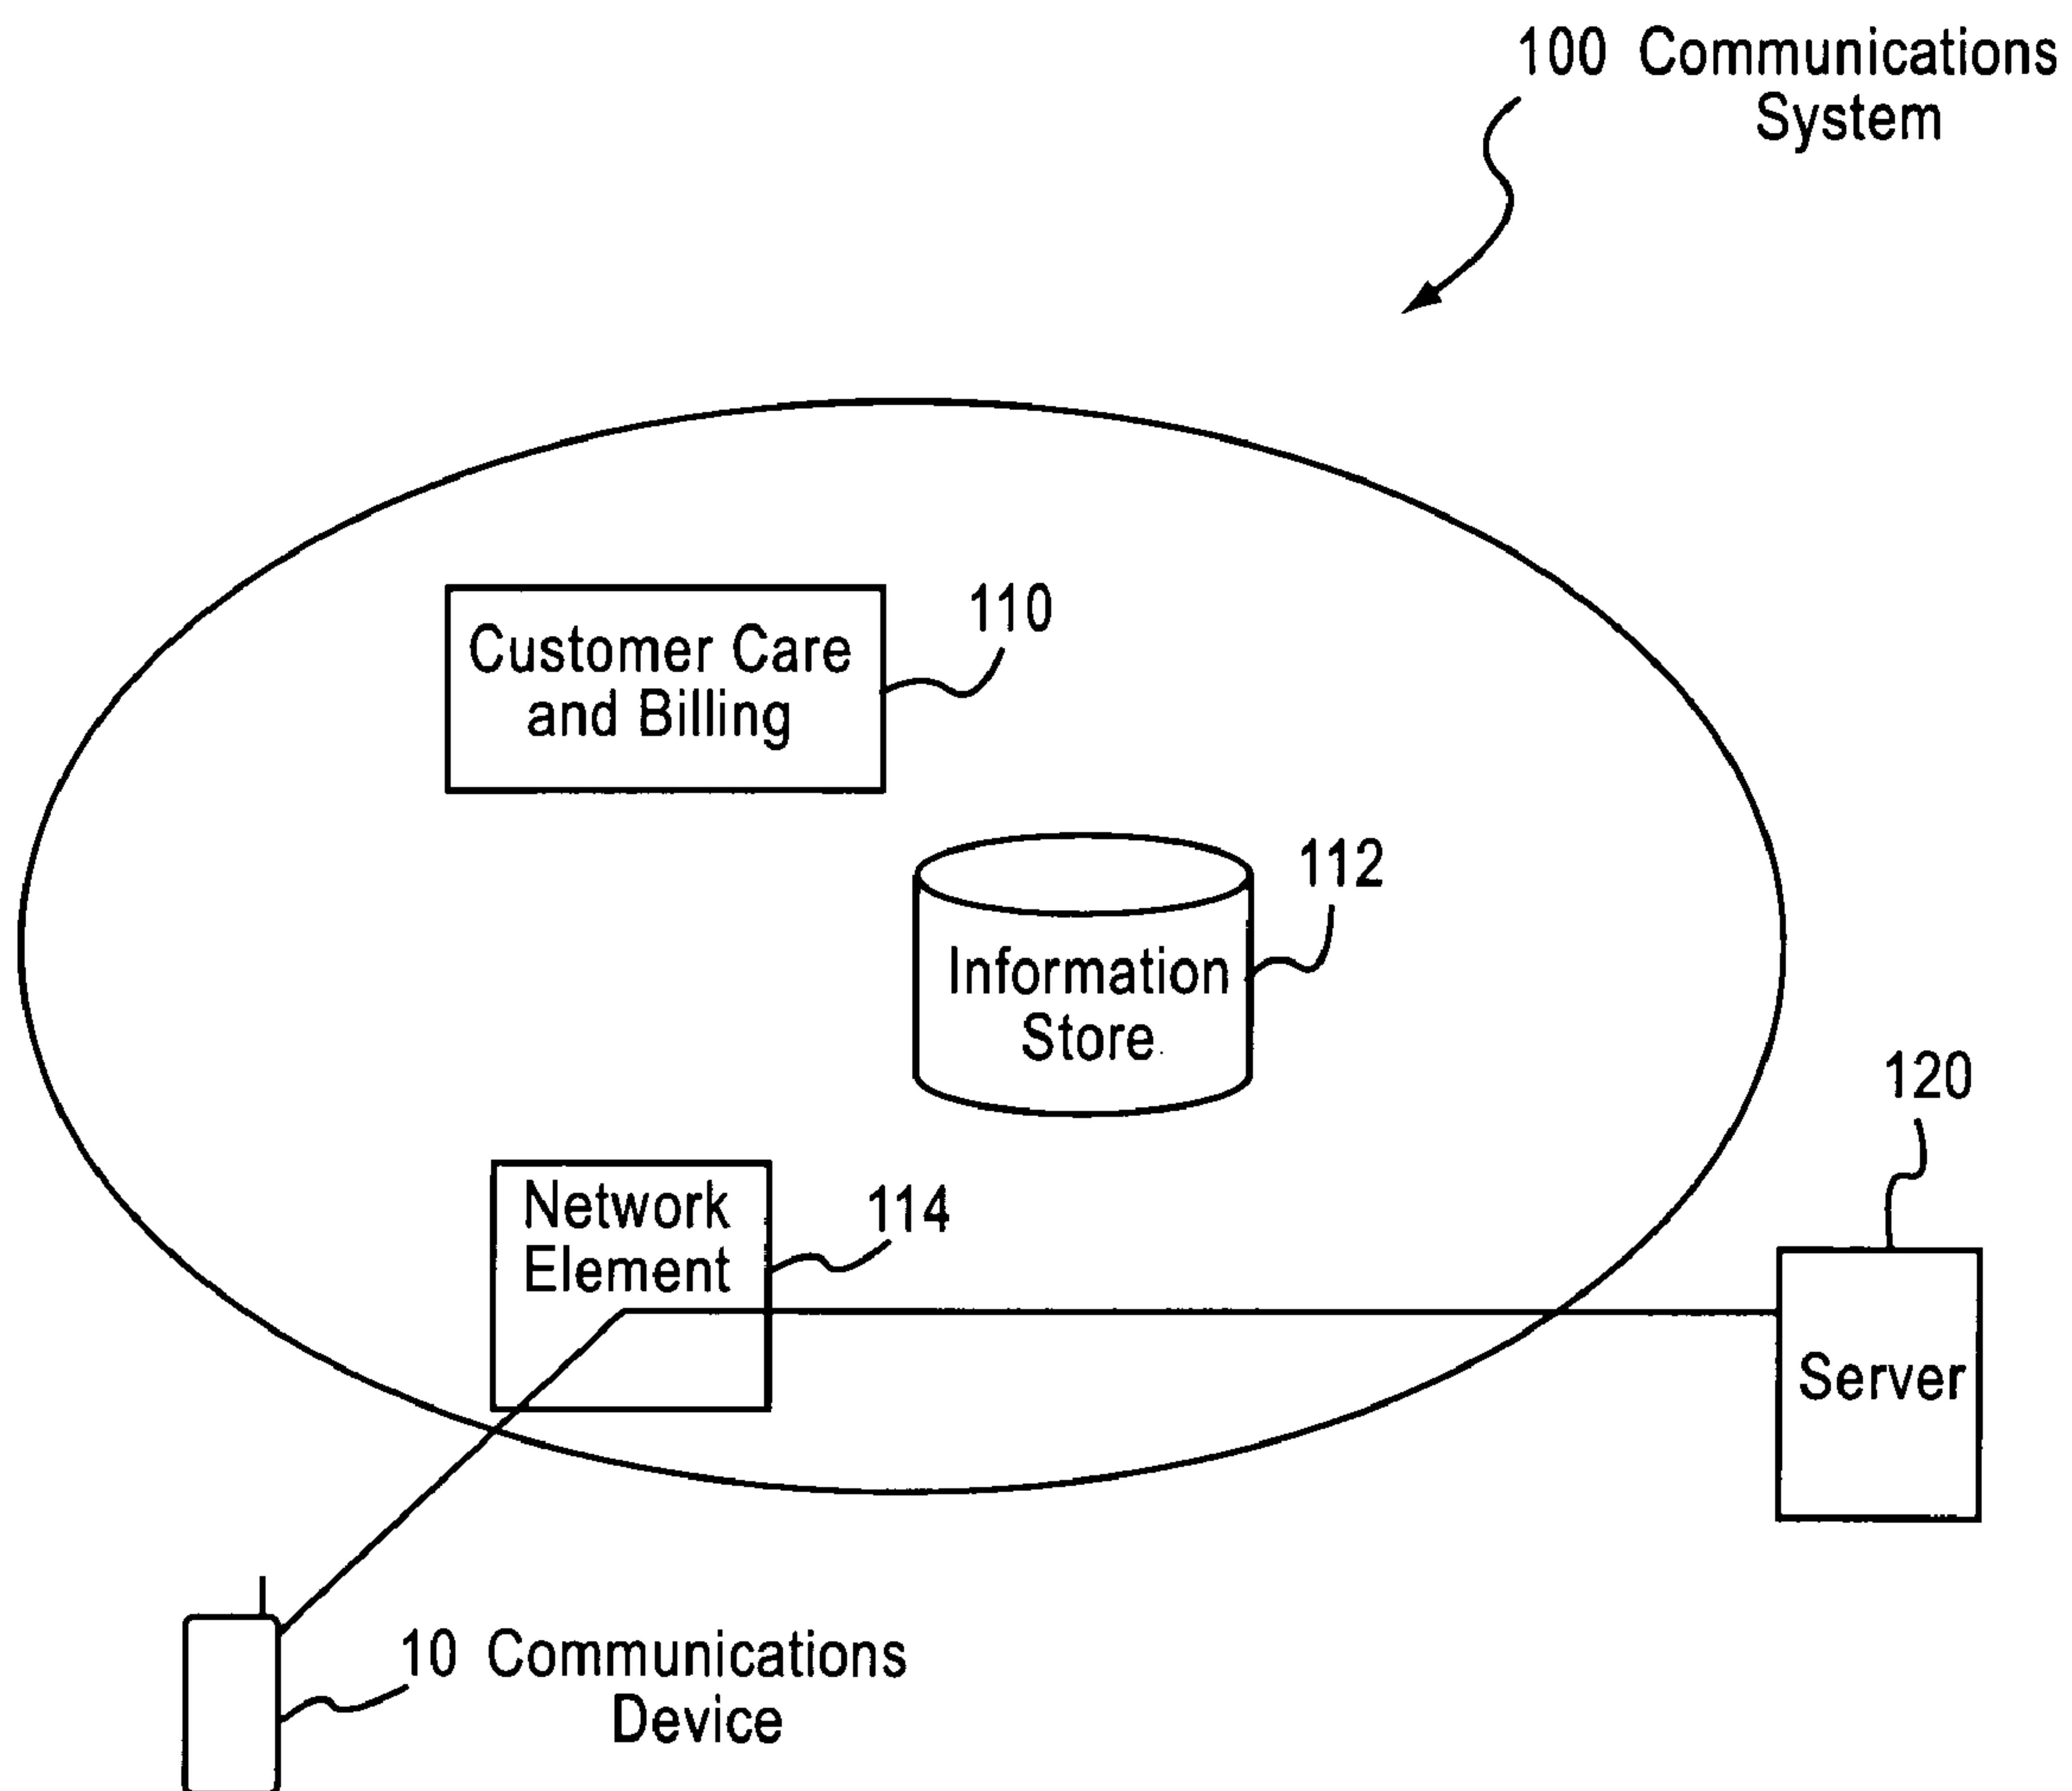 100 Communications
System
110
Customer Care
and Billing
112
Information
Store
120
114
Network
Element
Server
10 Communications
Device